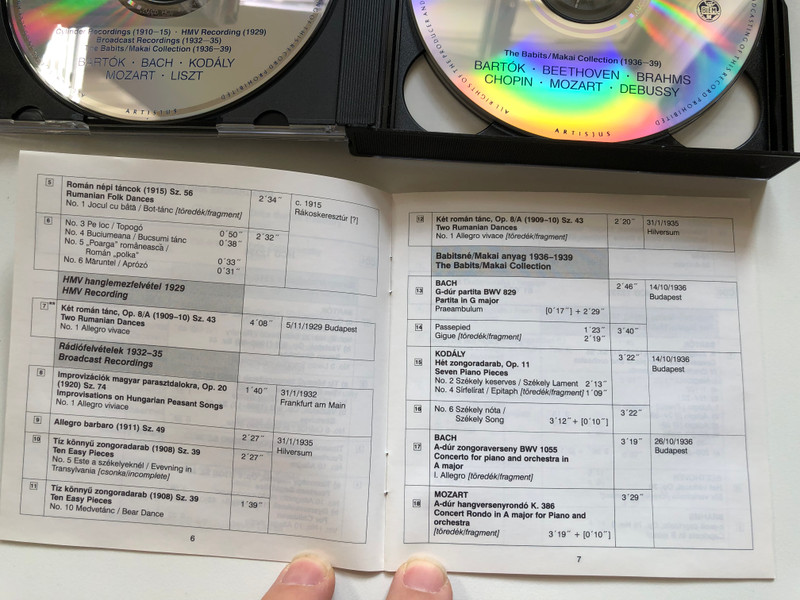 Cylinder Recordings (1910–15) · HMV Recording (1929)
Broadcast Recordings (1932–35)
The Babits/Makai Collection (1936–39)
BARTÓK · BACH · KODÁLY
MOZART · LISZT
ARTISJUS
The Babits/Makai Collection (1936–39)
BARTÓK · BEETHOVEN · BRAHMS
CHOPIN · MOZART · DEBUSSY
ALL RIGHTS OF THE PRODUCER AND
BROADCASTING OF THIS RECORD PROHIBITED
ARTISJUS
BIEM
5 Román népi táncok (1915) Sz. 56 2´34˝ c. 1915
Rumanian Folk Dances Rákoskeresztúr [?]
No. 1 Jocul cu bâtă / Bot-tánc [töredék/fragment]
6 No. 3 Pe loc / Topogó 0´50˝ 2´32˝
No. 4 Buciumeana / Bucsumi tánc 0´38˝
No. 5 „Poarga” românească /
Román „polka” 0´33˝
No. 6 Măruntel / Aprózó 0´31˝
HMV hanglemezfelvétel 1929
HMV Recording
7** Két román tánc, Op. 8/A (1909–10) Sz. 43 4´08˝ 5/11/1929 Budapest
Two Rumanian Dances
No. 1 Allegro vivace
Rádiófelvételek 1932–35
Broadcast Recordings
8 Improvizációk magyar parasztdalokra, Op. 20 1´40˝ 31/1/1932
(1920) Sz. 74 Frankfurt am Main
Improvisations on Hungarian Peasant Songs
No. 1 Allegro viviace
9 Allegro barbaro (1911) Sz. 49 2´27˝ 31/1/1935
10 Tíz könnyű zongoradarab (1908) Sz. 39 2´27˝ Hilversum
Ten Easy Pieces
No. 5 Este a székelyeknél / Evevning in
Transylvania [csonka/incomplete]
11 Tíz könnyű zongoradarab (1908) Sz. 39 1´39˝
Ten Easy Pieces
No. 10 Medvetánc / Bear Dance
6
12 Két román tánc, Op. 8/A (1909–10) Sz. 43 2´20˝ 31/1/1935
Two Rumanian Dances Hilversum
No. 1 Allegro vivace [töredék/fragment]
Babitsné/Makai anyag 1936–1939
The Babits/Makai Collection
13 BACH 2´46˝ 14/10/1936
G-dúr partita BWV 829 Budapest
Partita in G major
Praeambulum [0´17˝] + 2´29˝
14 Passepied 1´23˝ 3´40˝
Gigue [töredék/fragment] 2´19˝
15 KODÁLY 3´22˝ 14/10/1936
Hét zongoradarab, Op. 11 Budapest
Seven Piano Pieces
No. 2 Székely keserves / Székely Lament 2´13˝
No. 4 Sírfelirat / Epitaph [töredék/fragment] 1´09˝
16 No. 6 Székely nóta / 3´22˝
Székely Song 3´12˝ + [0´10˝]
17 BACH 3´19˝ 26/10/1936
A-dúr zongoraverseny BWV 1055 Budapest
Concerto for piano and orchestra in
A major
I. Allegro [töredék/fragment]
18 MOZART 3´29˝
A-dúr hangversenyrondó K. 386
Concert Rondo in A major for Piano and
orchestra
[töredék/fragment] 3´19˝ + [0´10˝]
7